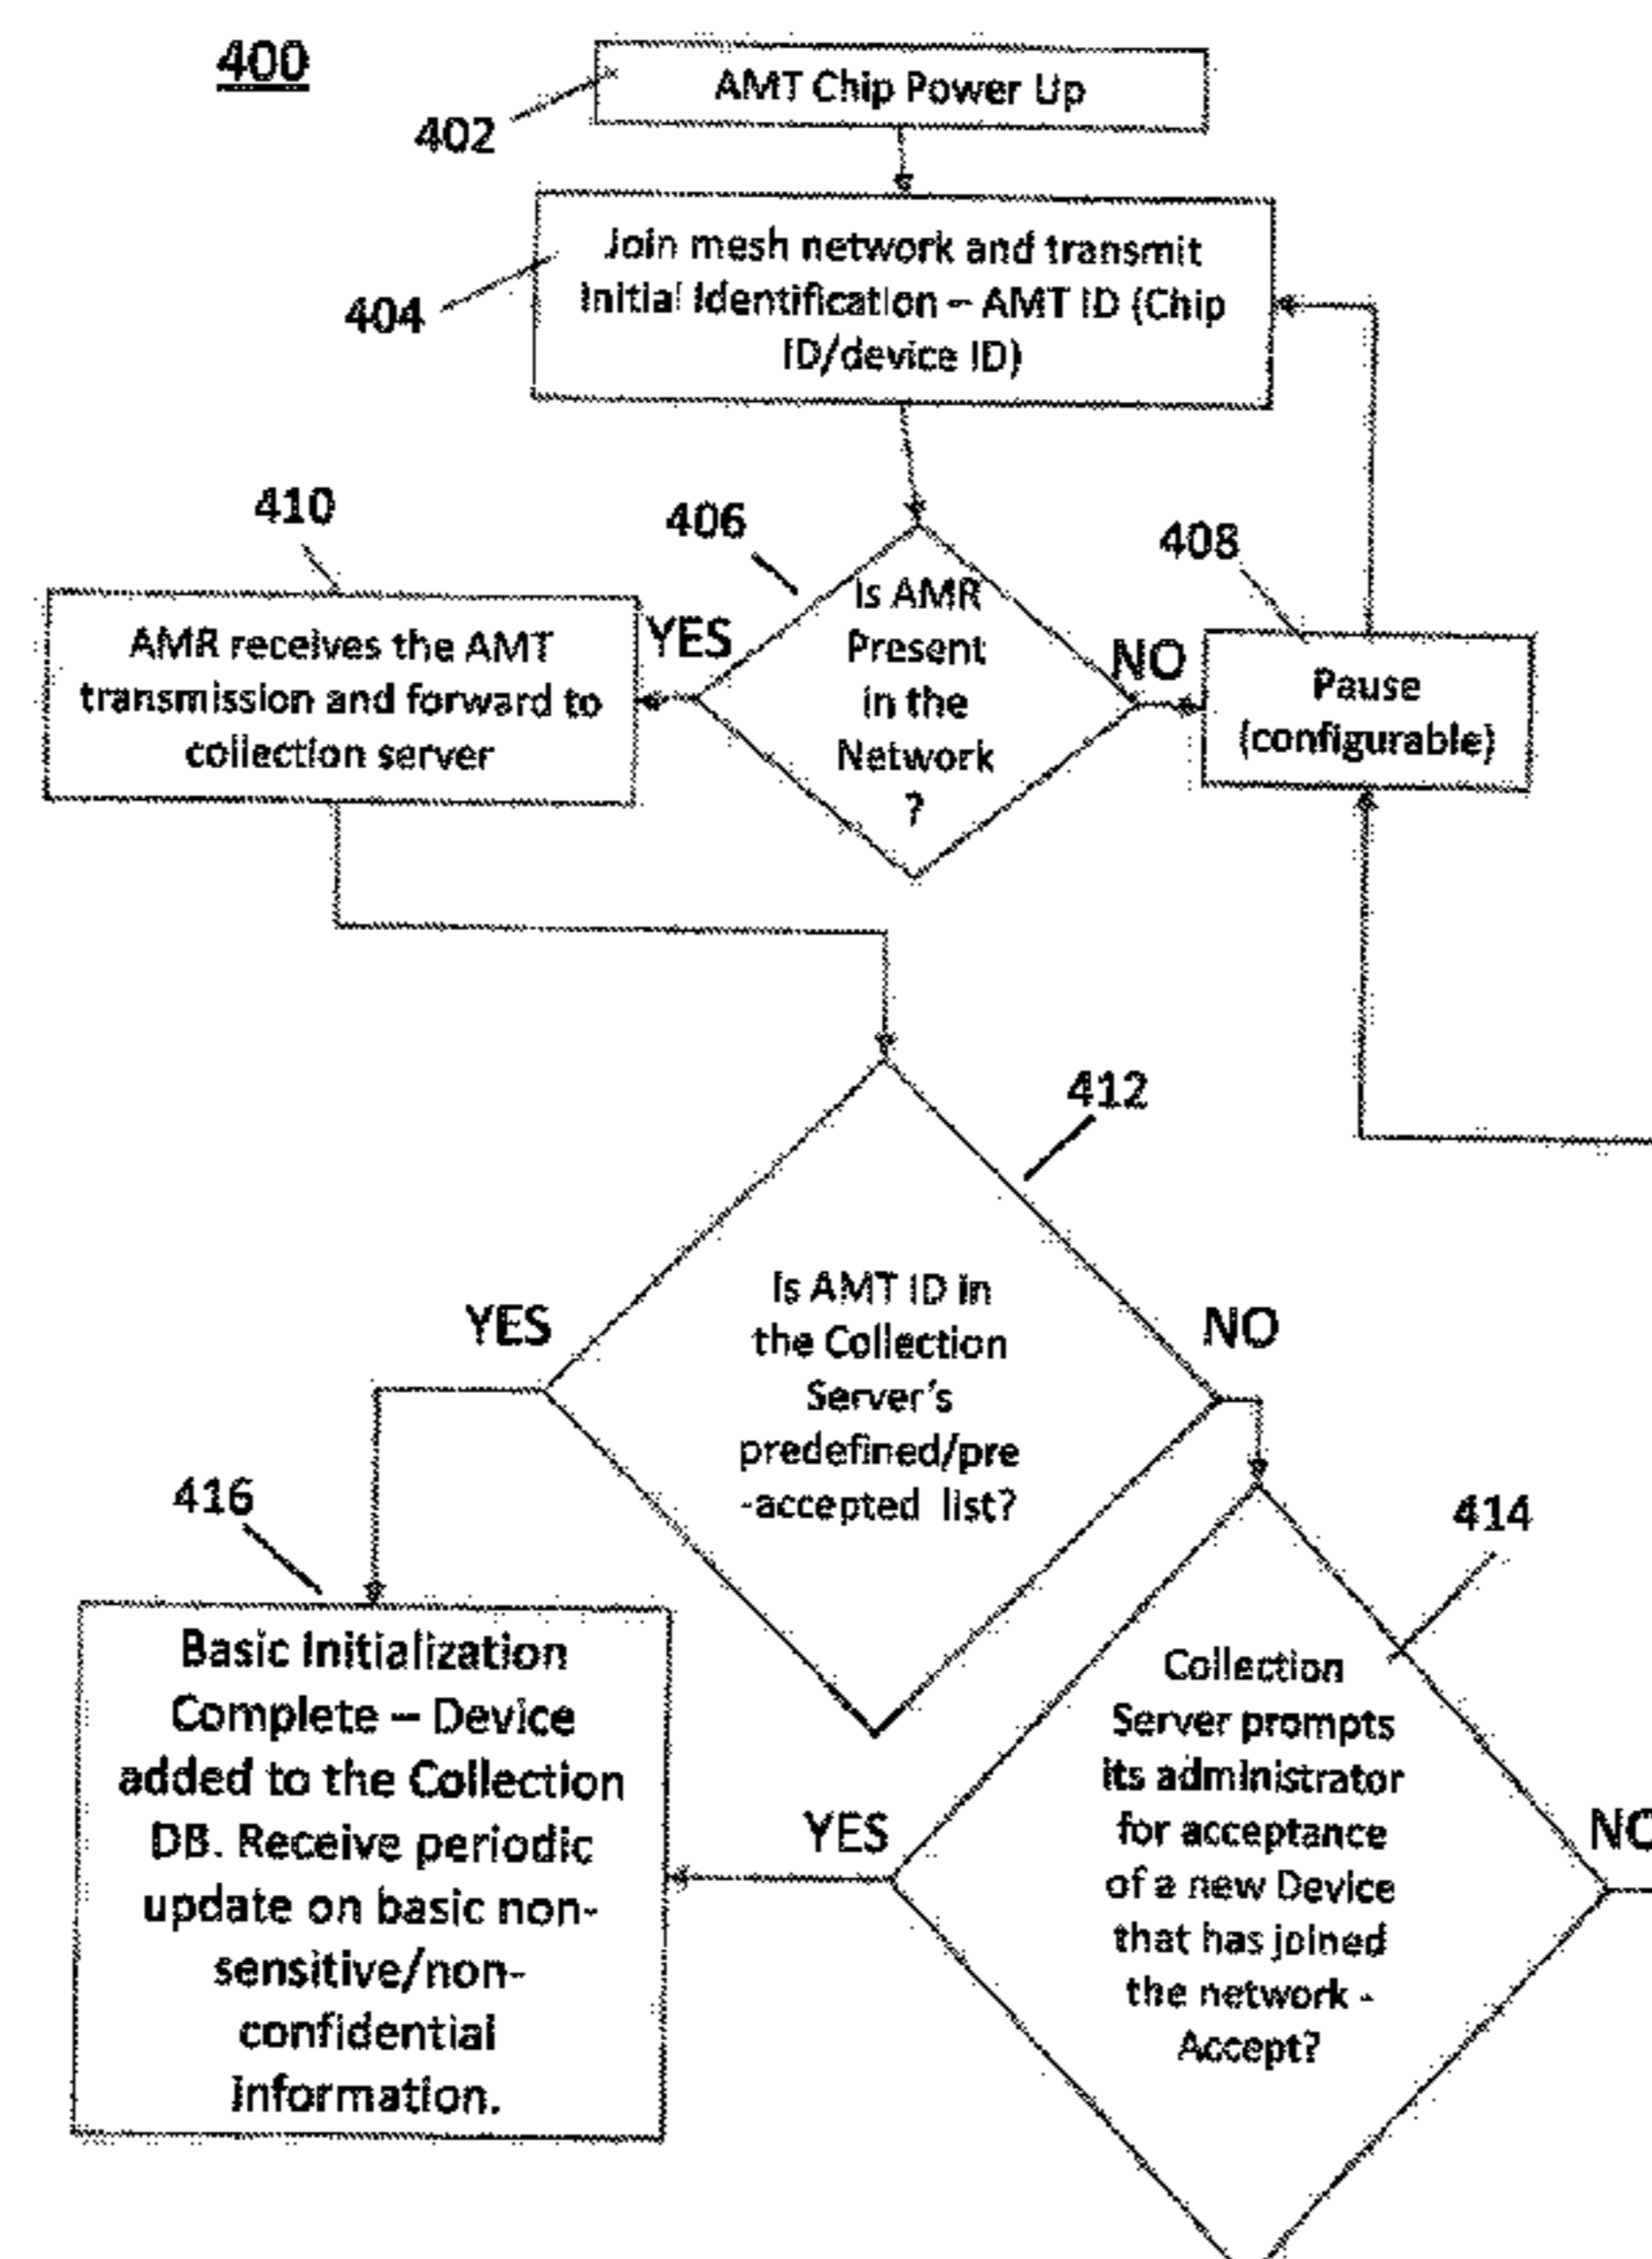 400
AMT Chip Power Up
402
Join mesh network and transmit
Initial Identification – AMT ID (Chip
ID/device ID)
404
410
406
408
AMR receives the AMT
transmission and forward to
collection server
YES
Is AMR
Present
in the
Network
?
NO
Pause
(configurable)
412
Is AMT ID in
the Collection
Server's
predefined/pre
-accepted list?
YES
NO
416
414
Basic Initialization
Complete – Device
added to the Collection
DB. Receive periodic
update on basic non-
sensitive/non-
confidential
Information.
YES
Collection
Server prompts
its administrator
for acceptance
of a new Device
that has joined
the network -
Accept?
NO